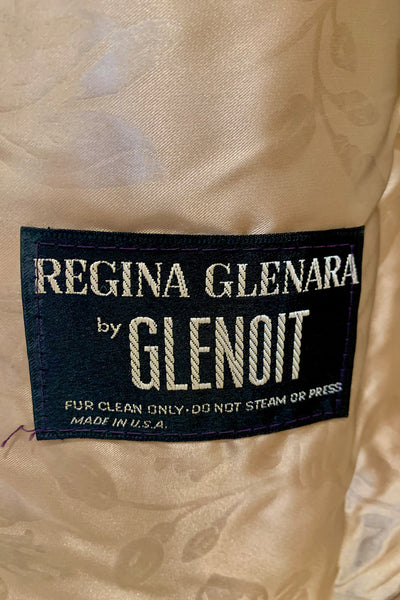 REGINA GLENARA
by GLENOIT
FUR CLEAN ONLY · DO NOT STEAM OR PRESS
MADE IN U.S.A.